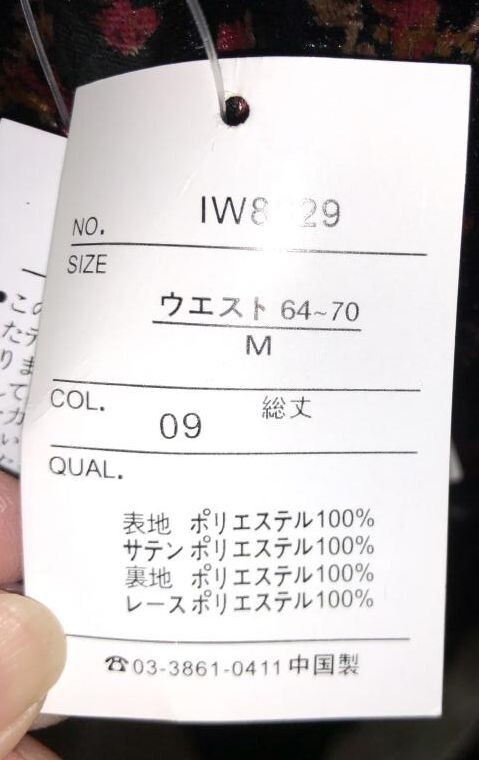 NO.
SIZE
ウエスト 64~70
M
COL.
09
総丈
QUAL.
表地 ポリエステル100%
サテン ポリエステル100%
裏地 ポリエステル100%
レース ポリエステル100%
☎03-3861-0411 中国製